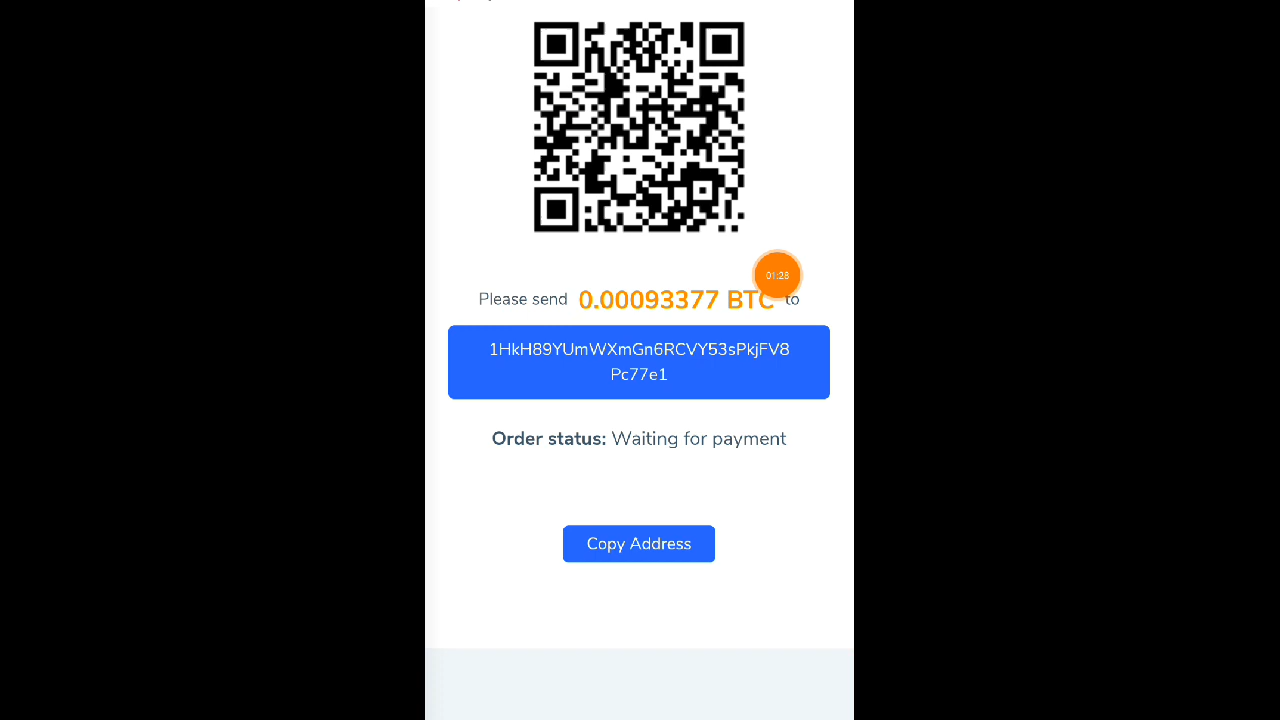 01:28
Please send 0.00093377 BTC to
1HkH89YUmWXmGn6RCVY53sPkjFV8
Pc77e1
Order status: Waiting for payment
Copy Address